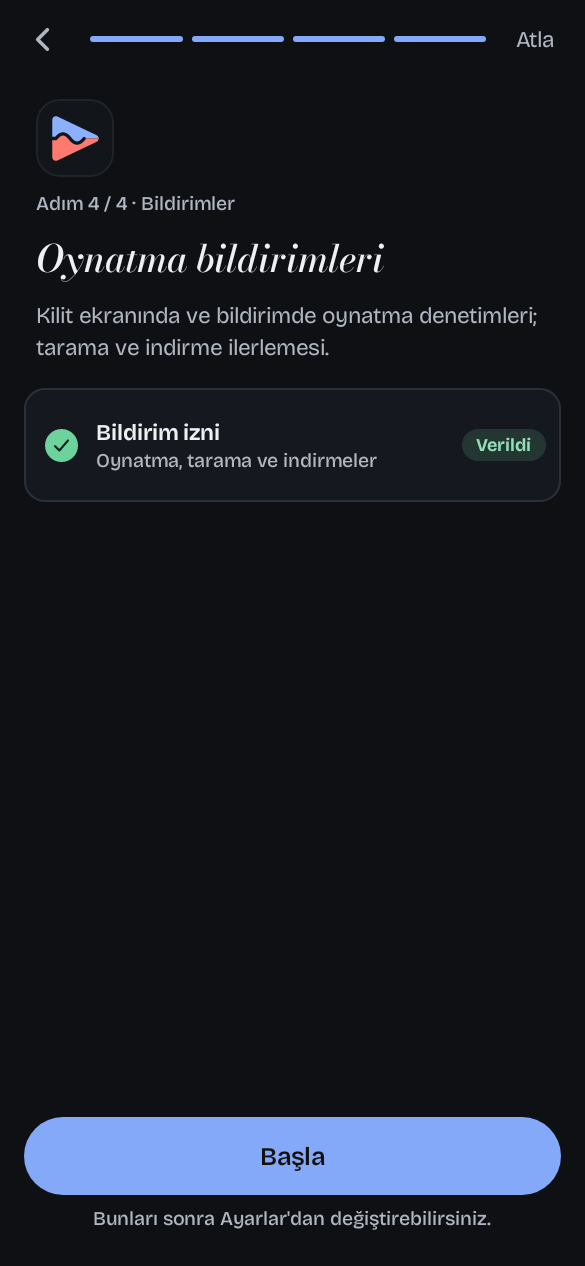 Atla
Adım 4 / 4 · Bildirimler
Oynatma bildirimleri
Kilit ekranında ve bildirimde oynatma denetimleri;
tarama ve indirme ilerlemesi.
Bildirim izni
Verildi
Oynatma, tarama ve indirmeler
Başla
Bunları sonra Ayarlar'dan değiştirebilirsiniz.